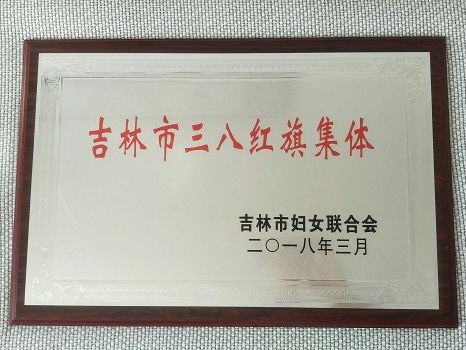 吉林市三八红旗集体
吉林市妇女联合会
二〇一八年三月